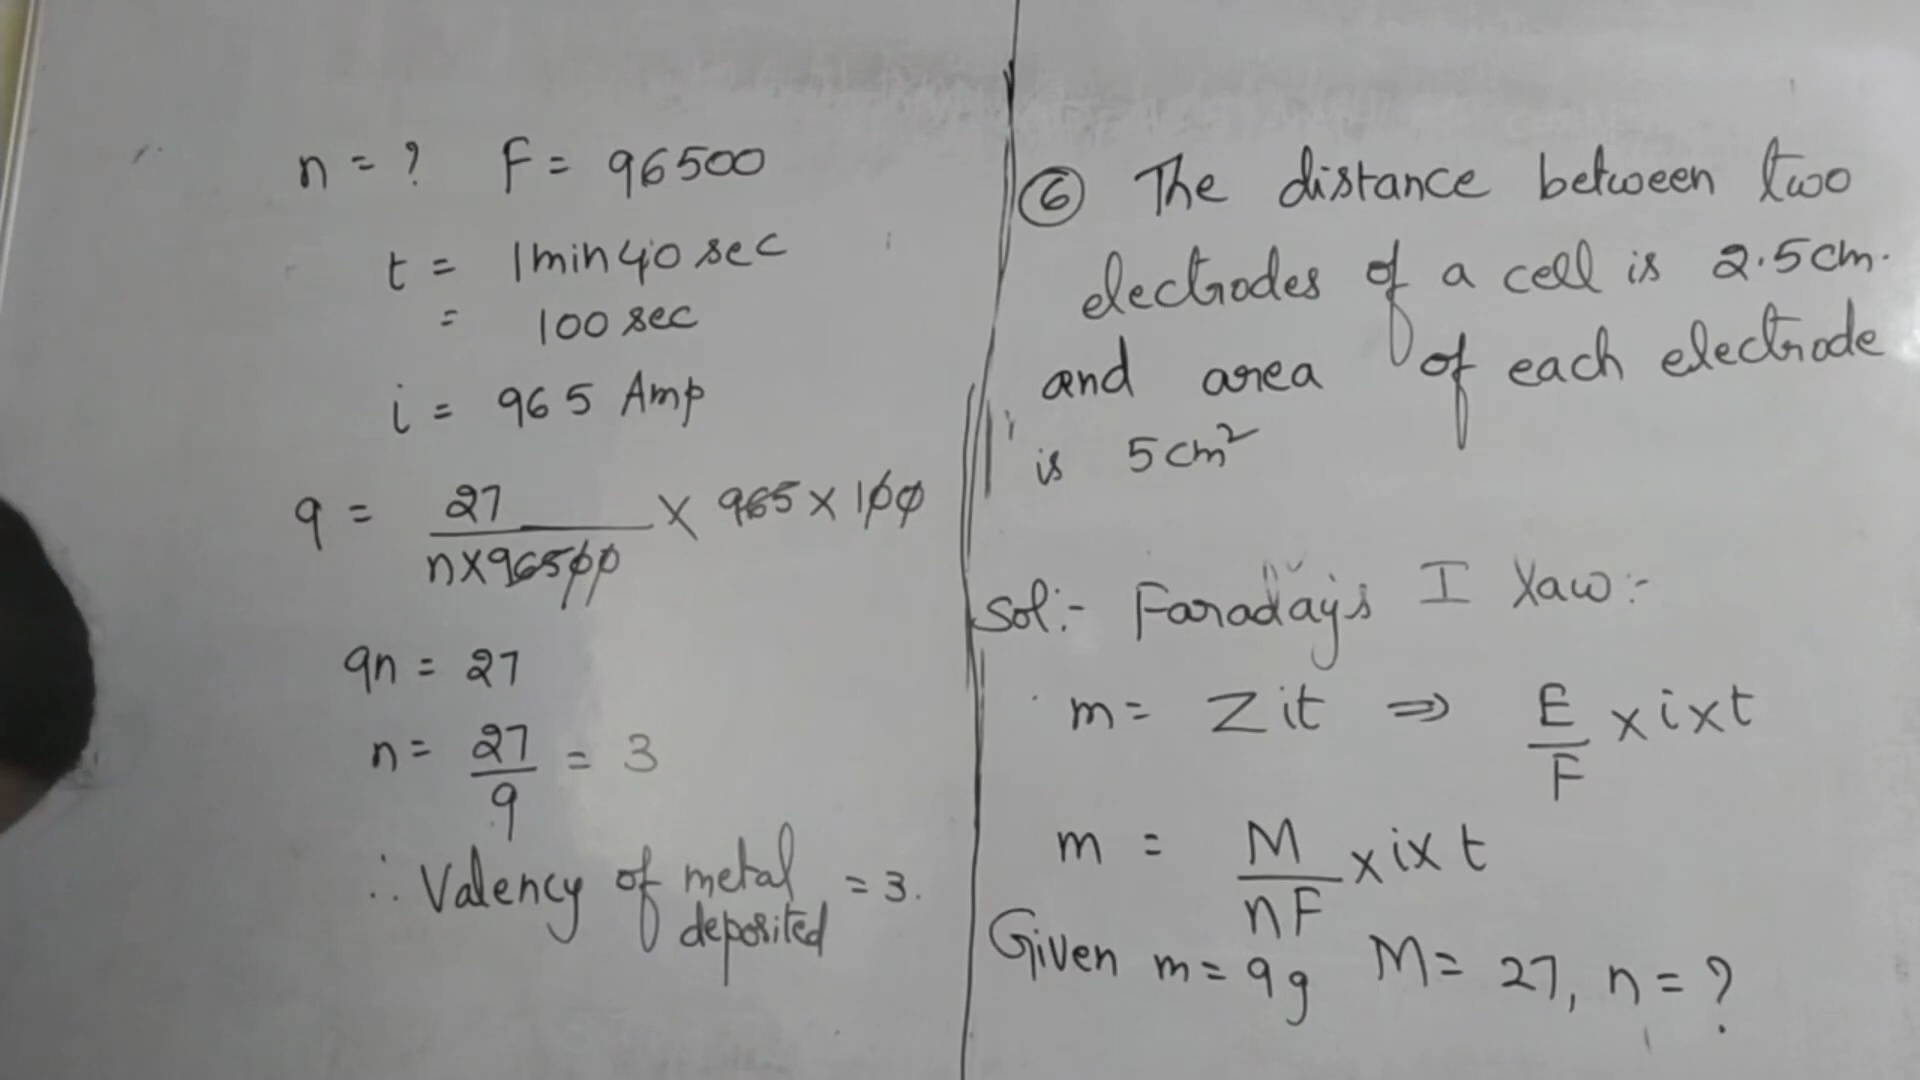 n = ? F = 96500
t = 1min 40 sec
= 100 sec
i = 965 Amp
9 = 27/n×96500 × 965 × 100
9n = 27
n = 27/9 = 3
∴ Valency of metal deposited = 3.
⑥ The distance between two
electrodes of a cell is 2.5cm.
and area of each electrode
is 5cm²
Sol:- Faraday's I Law:-
m = Zit ⇒ E/F × i × t
m = M/nF × i × t
Given m = 9g M = 27, n = ?